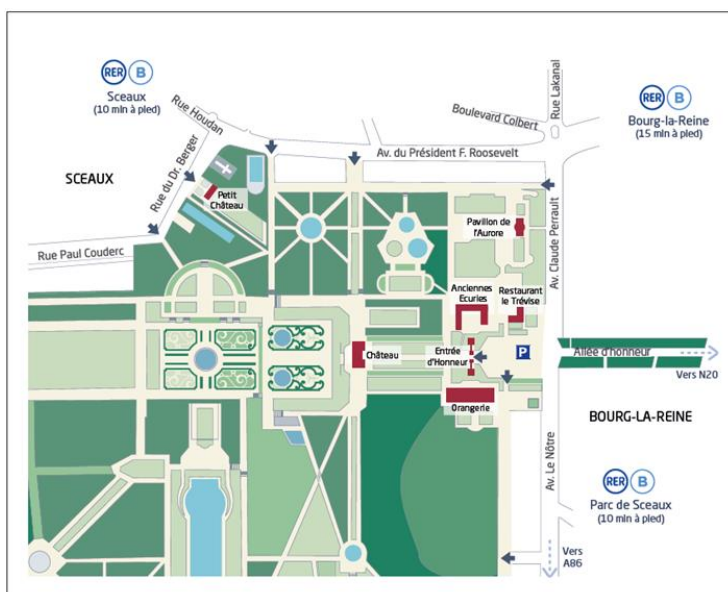 RER B
Sceaux
(10 min à pied)
Rue Houdan
Boulevard Colbert
Rue Lakanal
RER B
Bourg-la-Reine
(15 min à pied)
Av. du Président F. Roosevelt
SCEAUX
Rue du Dr. Berger
Petit
Château
Rue Paul Couderc
Pavillon de
l'Aurore
Av. Claude Perrault
Anciennes
Ecuries
Restaurant
le Trévise
Château
Entrée
d'Honneur
P
Allée d'honneur
Vers N20
Orangerie
BOURG-LA-REINE
Av. Le Nôtre
RER B
Parc de Sceaux
(10 min à pied)
Vers
A86